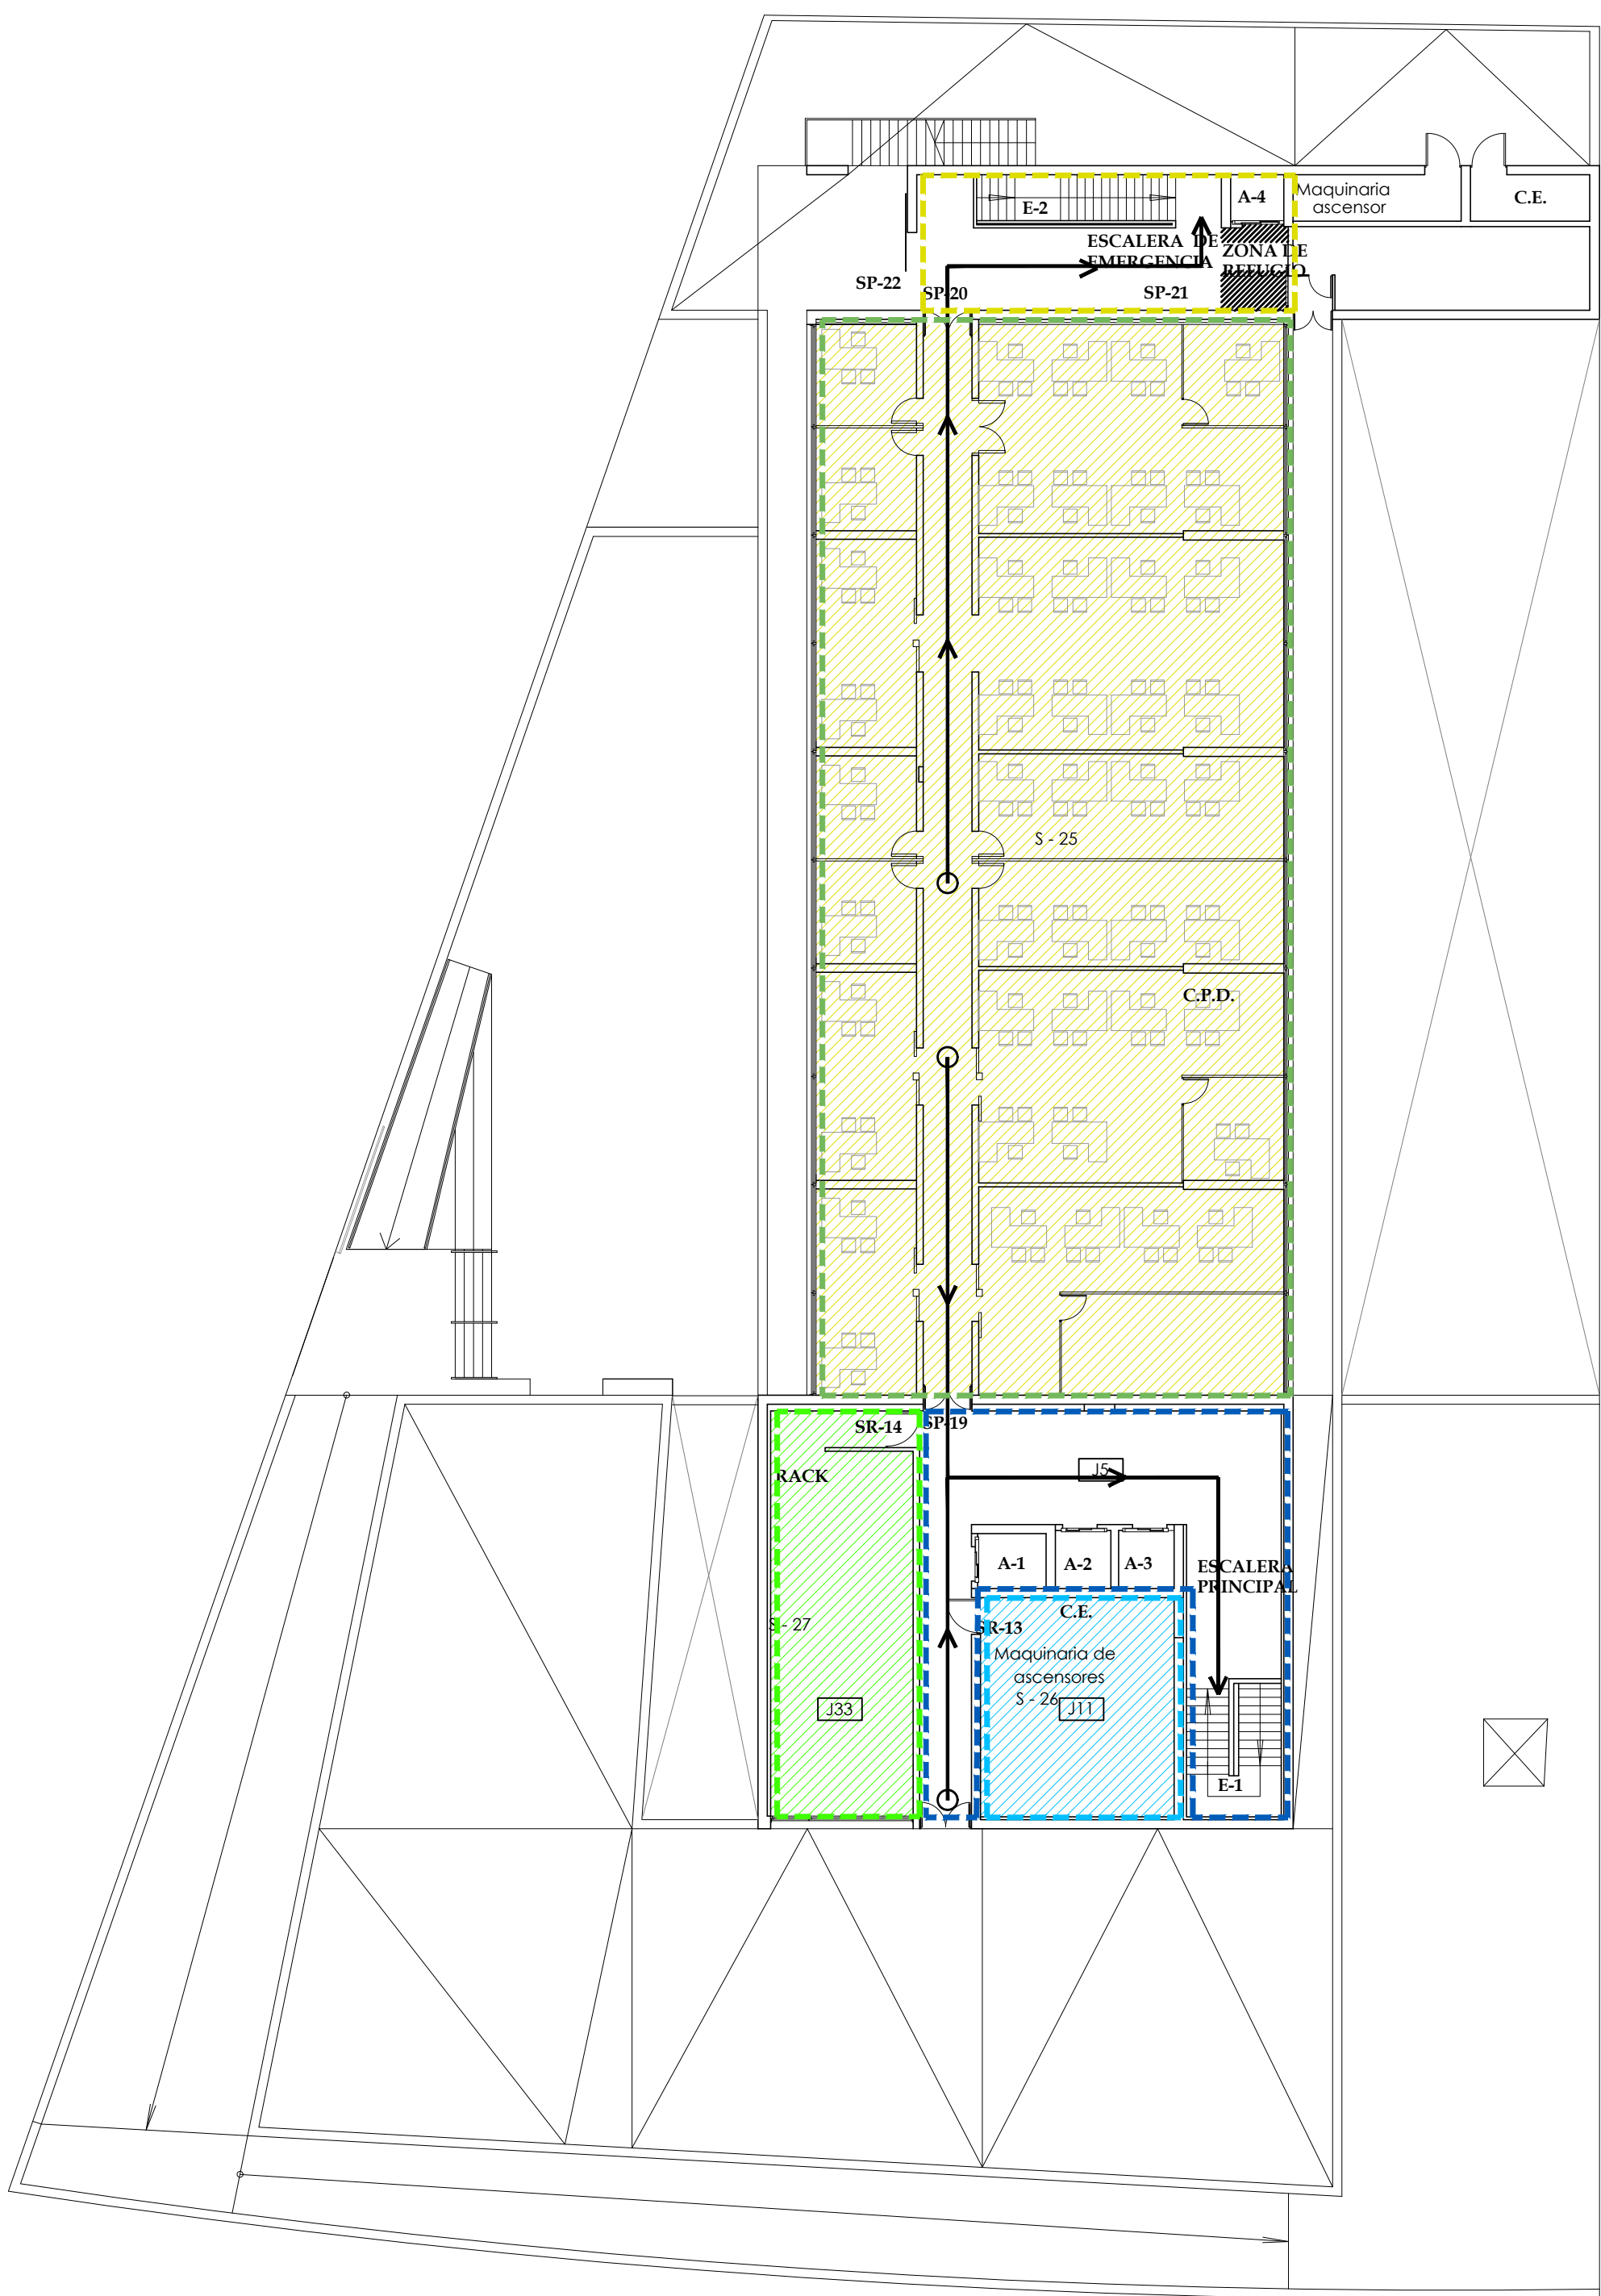 Maquinaria
ascensor
C.E.
A-4
E-2
ESCALERA DE
EMERGENCIA
ZONA DE
REFUGIO
SP-22
SP-20
SP-21
S - 25
C.P.D.
SR-14
SP-19
RACK
J5
A-1
A-2
A-3
ESCALERA
PRINCIPAL
C.E.
S - 27
SR-13
Maquinaria de
ascensores
S - 26
J33
J11
E-1